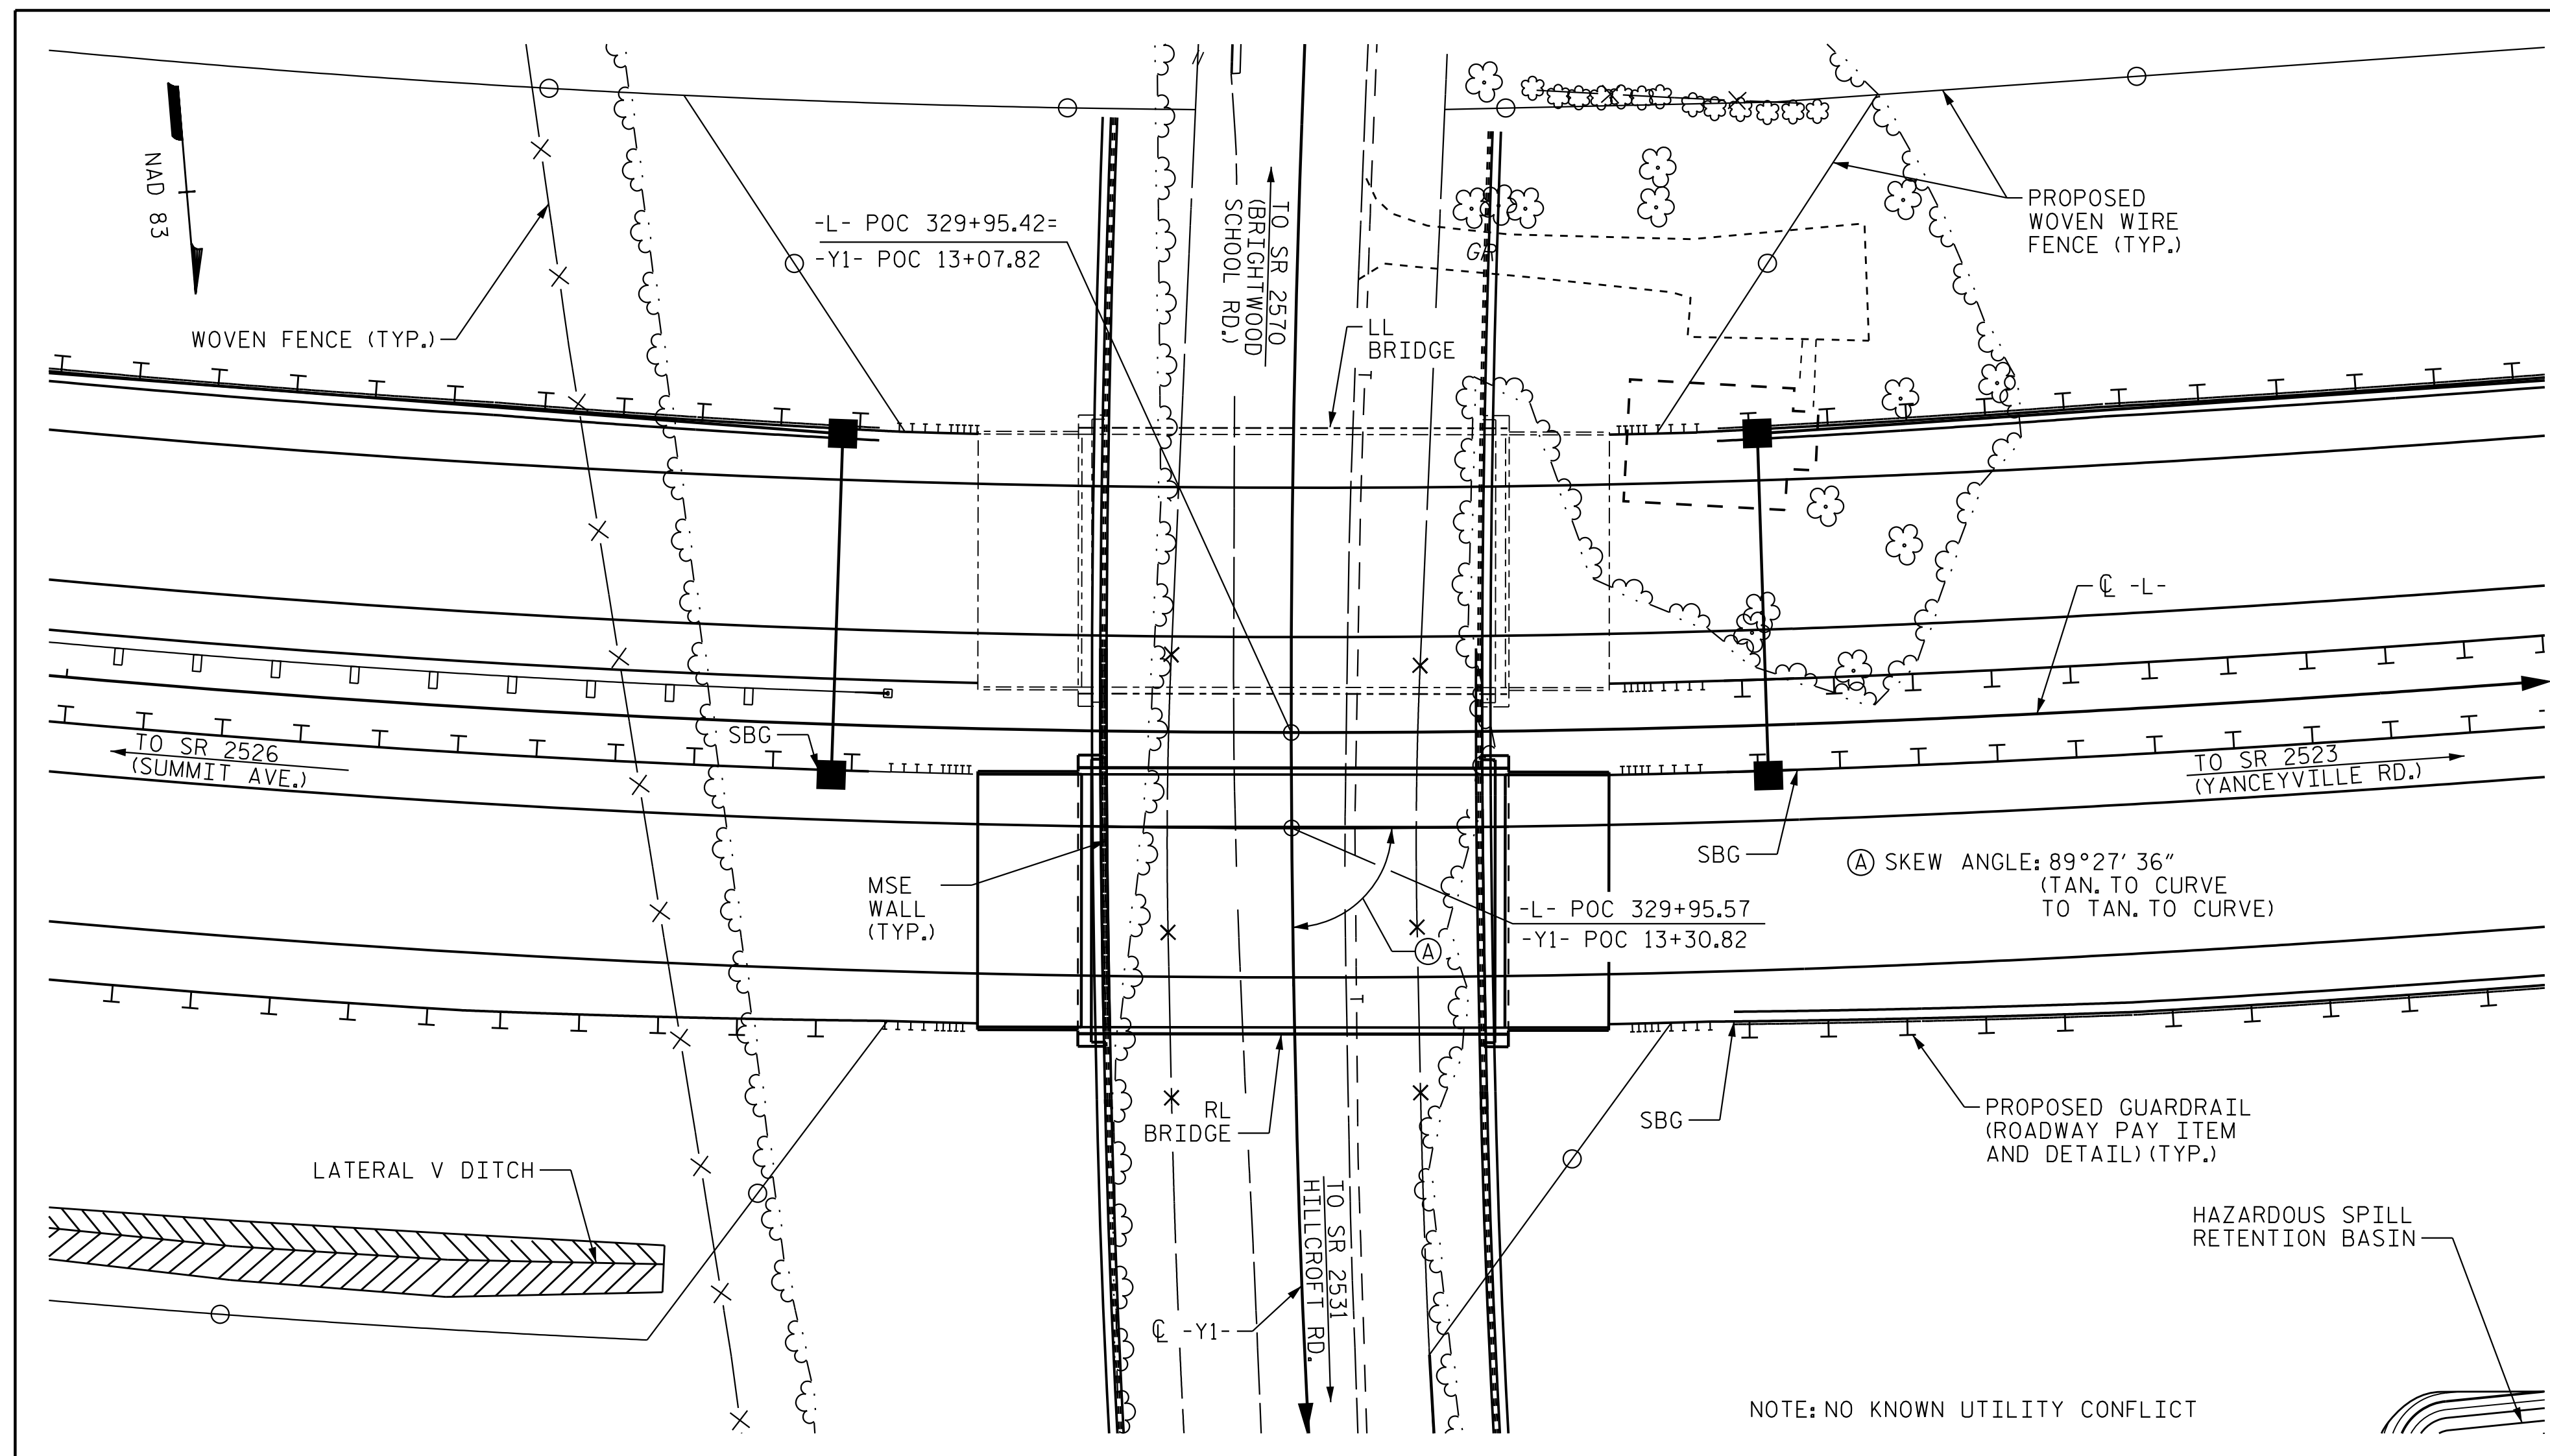 NAD 83
WOVEN FENCE (TYP.)
-L- POC 329+95.42=
-Y1- POC 13+07.82
TO SR 2570
(BRIGHTWOOD
SCHOOL RD.)
LL
BRIDGE
GR
PROPOSED
WOVEN WIRE
FENCE (TYP.)
℄ -L-
SBG
TO SR 2526
(SUMMIT AVE.)
TO SR 2523
(YANCEYVILLE RD.)
MSE
WALL
(TYP.)
SBG
Ⓐ SKEW ANGLE: 89°27'36"
(TAN. TO CURVE
TO TAN. TO CURVE)
-L- POC 329+95.57
-Y1- POC 13+30.82
Ⓐ
T
T
RL
BRIDGE
SBG
PROPOSED GUARDRAIL
(ROADWAY PAY ITEM
AND DETAIL) (TYP.)
LATERAL V DITCH
TO SR 2531
HILLCROFT RD.
℄ -Y1-
HAZARDOUS SPILL
RETENTION BASIN
NOTE: NO KNOWN UTILITY CONFLICT